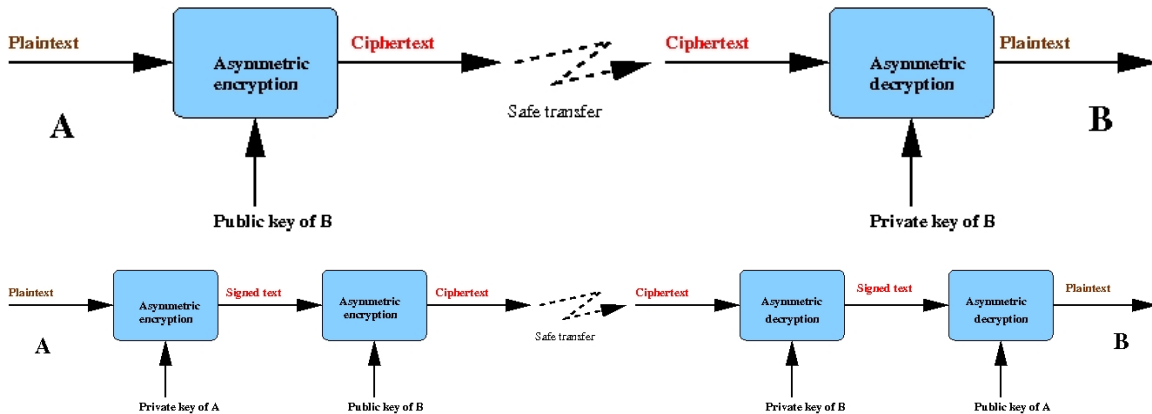 Plaintext
Asymmetric
encryption
Ciphertext
Safe transfer
Ciphertext
Asymmetric
decryption
Plaintext
A
B
Public key of B
Private key of B
Plaintext
Asymmetric
encryption
Signed text
Asymmetric
encryption
Ciphertext
Safe transfer
Ciphertext
Asymmetric
decryption
Signed text
Asymmetric
decryption
Plaintext
A
B
Private key of A
Public key of B
Private key of B
Public key of A